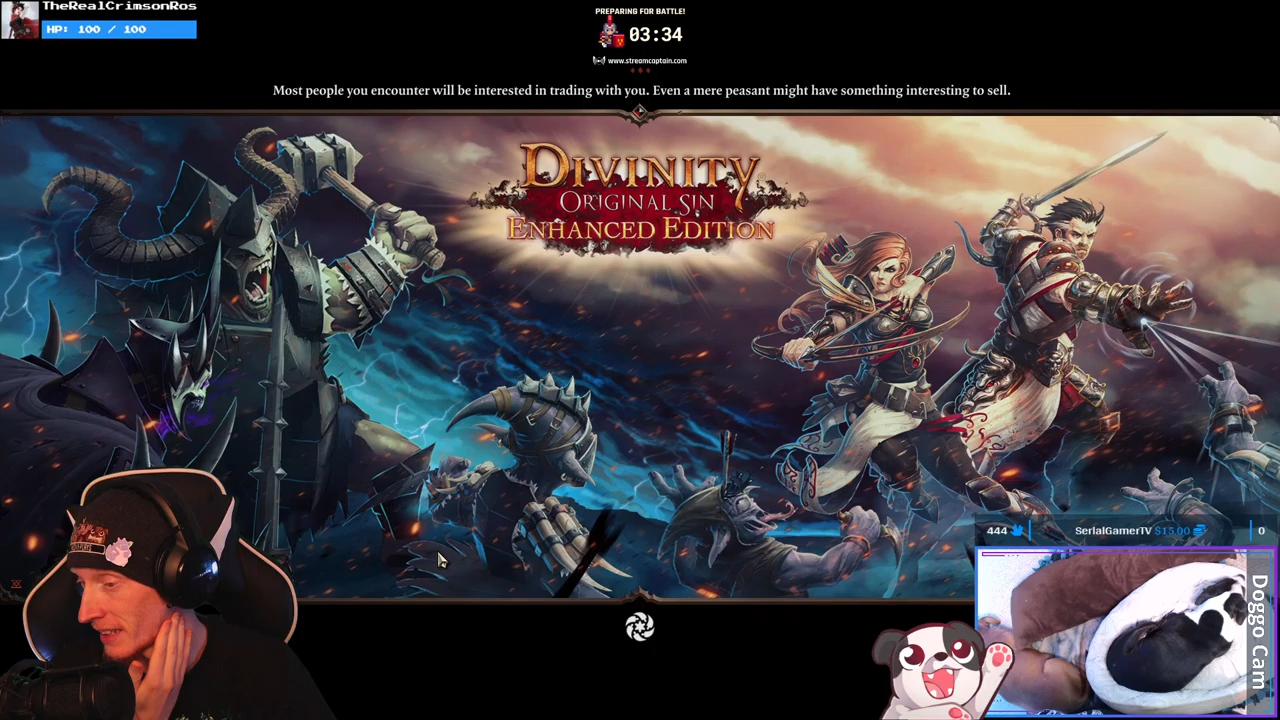 TheRealCrimsonRos
HP: 100 / 100
PREPARING FOR BATTLE!
03:34
www.streamcaptain.com
Most people you encounter will be interested in trading with you. Even a mere peasant might have something interesting to sell.
DIVINITY
ORIGINAL SIN
ENHANCED EDITION
444
SerialGamerTV $15.00
0
Doggo Cam